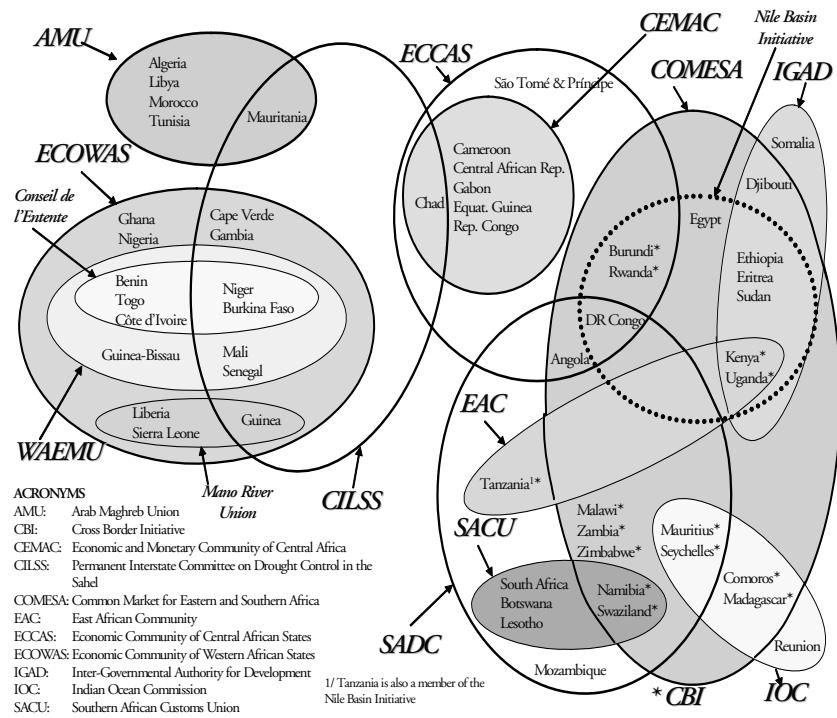 AMU
Algeria
Libya
Morocco
Tunisia
Mauritania
ECOWAS
Conseil de
l'Entente
Ghana
Nigeria
Cape Verde
Gambia
Benin
Togo
Côte d'Ivoire
Niger
Burkina Faso
Guinea-Bissau
Mali
Senegal
Liberia
Sierra Leone
Guinea
WAEMU
Mano River
Union
CILSS
ECCAS
CEMAC
São Tomé & Príncipe
Chad
Cameroon
Central African Rep.
Gabon
Equat. Guinea
Rep. Congo
Nile Basin
Initiative
COMESA
IGAD
Somalia
Djibouti
Egypt
Burundi*
Rwanda*
Ethiopia
Eritrea
Sudan
DR Congo
Angola
Kenya*
Uganda*
EAC
Tanzania¹*
SACU
Malawi*
Zambia*
Zimbabwe*
Mauritius*
Seychelles*
South Africa
Botswana
Lesotho
Namibia*
Swaziland*
Comoros*
Madagascar*
Reunion
SADC
Mozambique
* CBI
IOC
1/ Tanzania is also a member of the
Nile Basin Initiative
ACRONYMS
AMU: Arab Maghreb Union
CBI: Cross Border Initiative
CEMAC: Economic and Monetary Community of Central Africa
CILSS: Permanent Interstate Committee on Drought Control in the
Sahel
COMESA: Common Market for Eastern and Southern Africa
EAC: East African Community
ECCAS: Economic Community of Central African States
ECOWAS: Economic Community of Western African States
IGAD: Inter-Governmental Authority for Development
IOC: Indian Ocean Commission
SACU: Southern African Customs Union